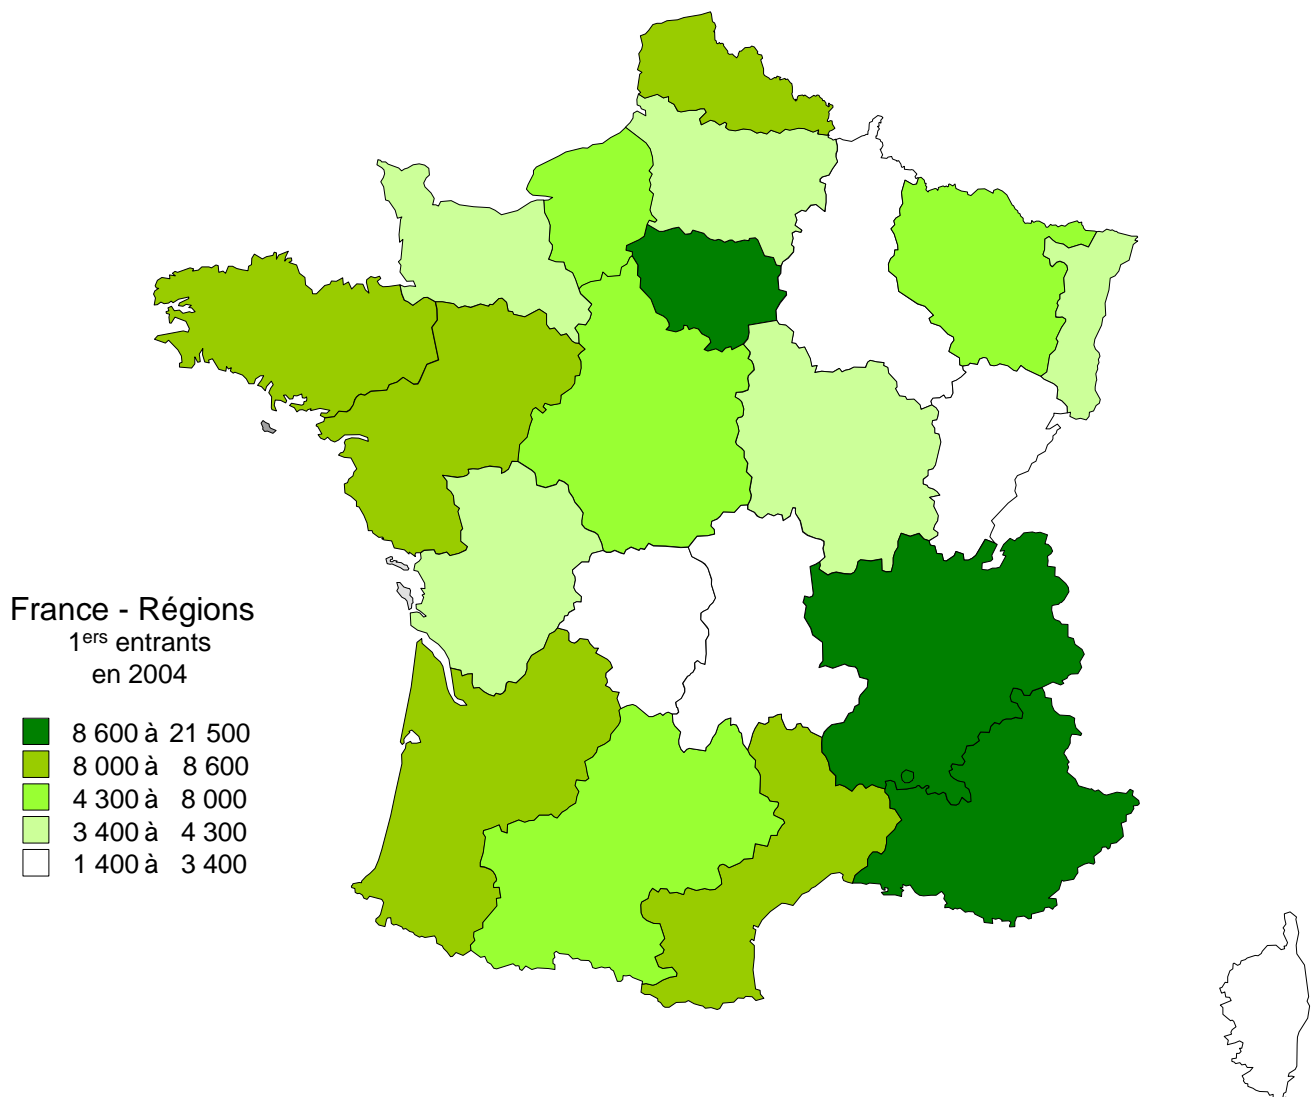 France - Régions
1ers entrants
en 2004
8 600 à 21 500
8 000 à 8 600
4 300 à 8 000
3 400 à 4 300
1 400 à 3 400